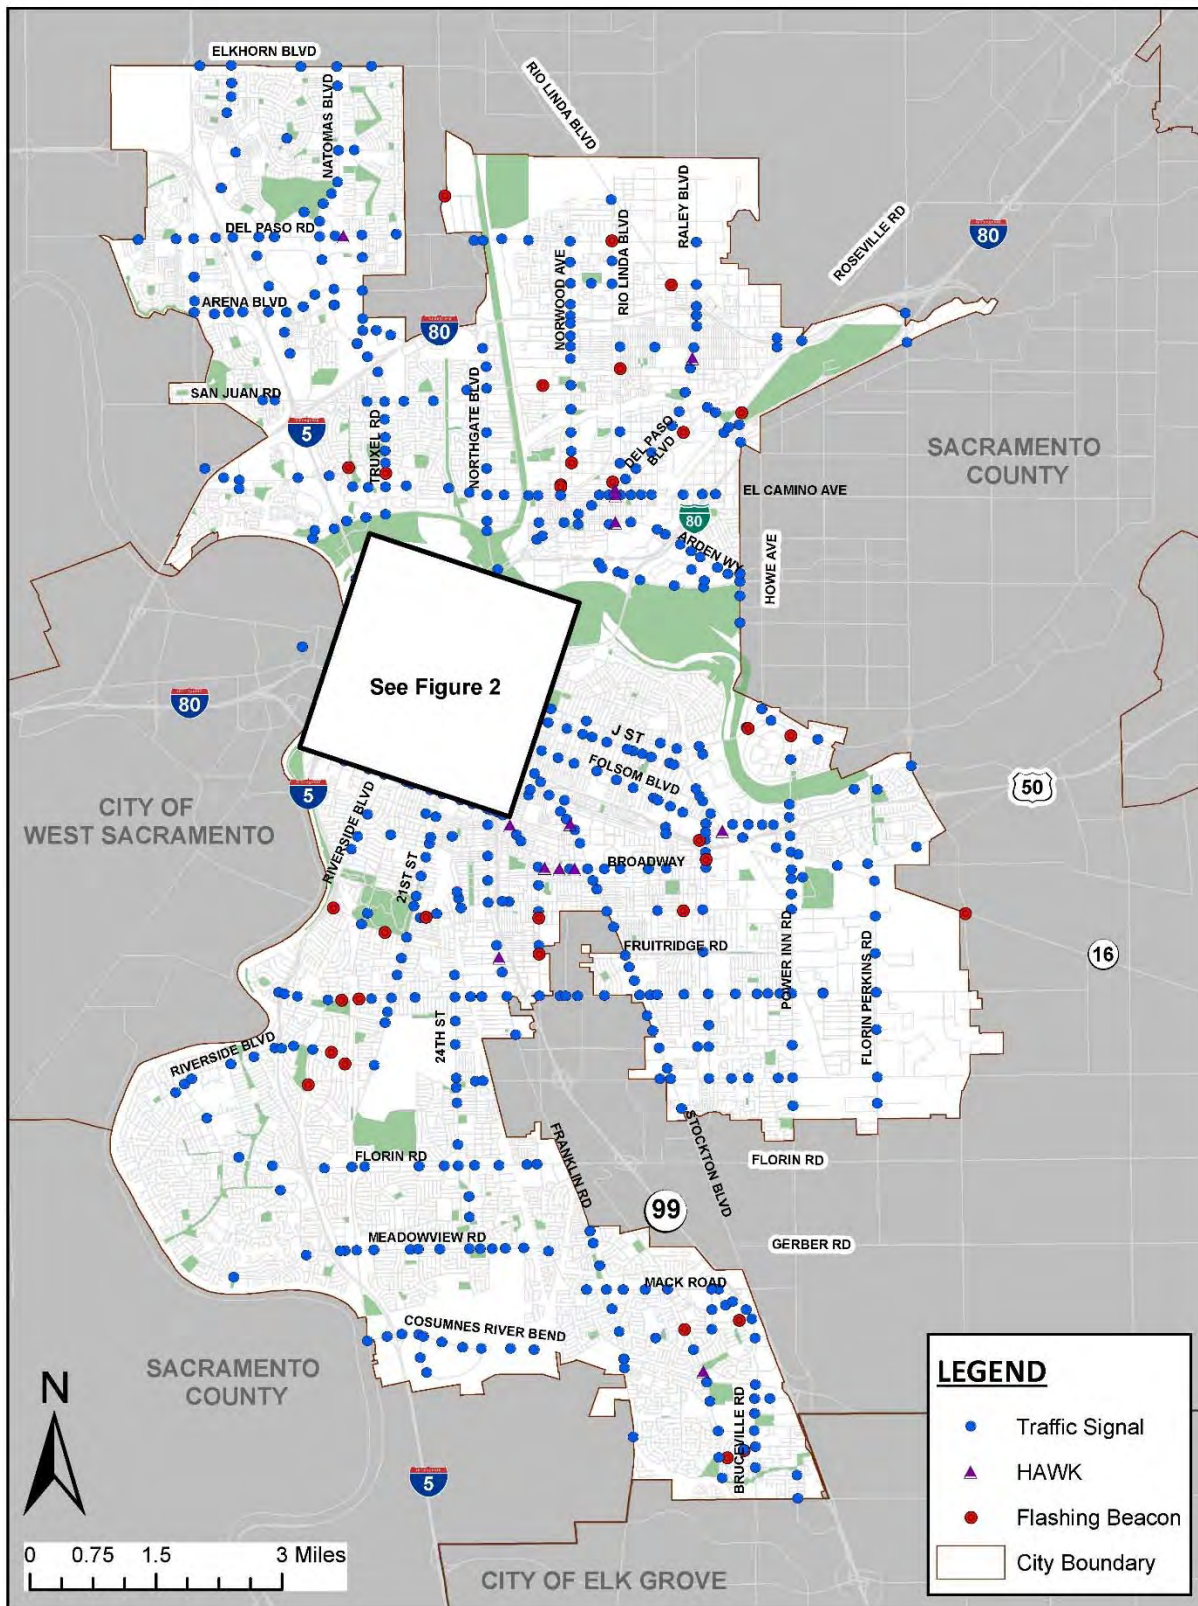 ELKHORN BLVD
NATOMAS BLVD
RIO LINDA BLVD
RALEY BLVD
ROSEVILLE RD
80
DEL PASO RD
NORWOOD AVE
RIO LINDA BLVD
ARENA BLVD
80
SAN JUAN RD
5
TRUXEL RD
NORTHGATE BLVD
DEL PASO
BLVD
SACRAMENTO
COUNTY
EL CAMINO AVE
80
ARDEN WY
HOWE AVE
See Figure 2
80
J ST
FOLSOM BLVD
5
50
CITY OF
WEST SACRAMENTO
RIVERSIDE BLVD
21ST ST
BROADWAY
FRUITRIDGE RD
POWER INN RD
FLORIN PERKINS RD
16
24TH ST
RIVERSIDE BLVD
FLORIN RD
FRANKLIN RD
STOCKTON BLVD
FLORIN RD
99
MEADOWVIEW RD
GERBER RD
MACK ROAD
COSUMNES RIVER BEND
SACRAMENTO
COUNTY
BRUCEVILLE RD
N
5
0 0.75 1.5 3 Miles
CITY OF ELK GROVE
LEGEND
Traffic Signal
HAWK
Flashing Beacon
City Boundary